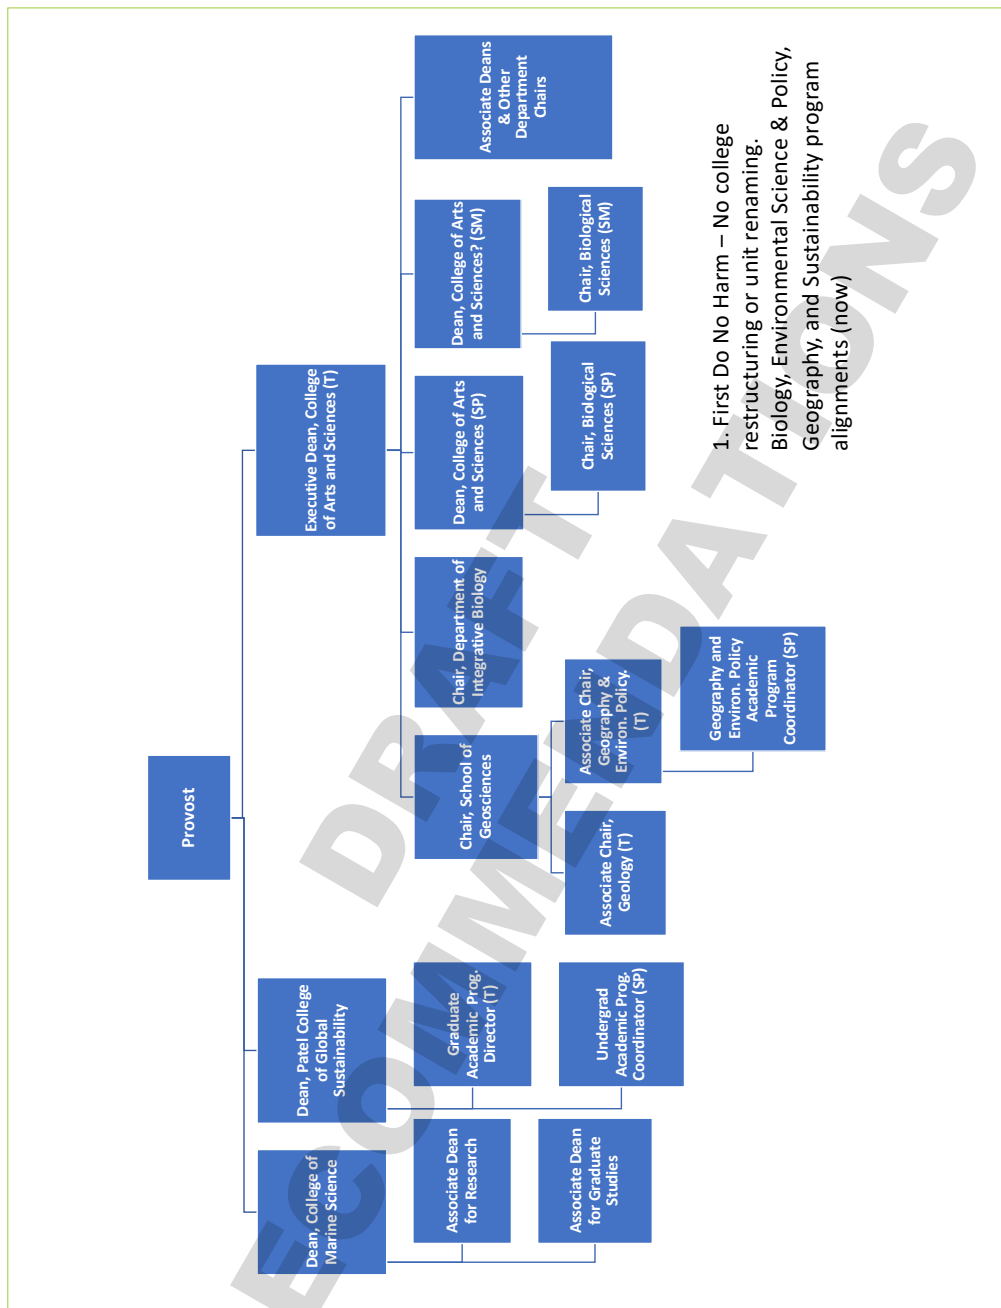 Provost
Dean, College of
Marine Science
Dean, Patel College
of Global
Sustainability
Executive Dean, College
of Arts and Sciences (T)
Associate Dean
for Research
Associate Dean
for Graduate
Studies
Graduate
Academic Prog.
Director (T)
Undergrad
Academic Prog.
Coordinator (SP)
Chair, School of
Geosciences
Associate Chair,
Geology (T)
Associate Chair,
Geography &
Environ. Policy.
(T)
Geography and
Environ. Policy
Academic
Program
Coordinator (SP)
Chair, Department of
Integrative Biology
Dean, College of Arts
and Sciences (SP)
Chair, Biological
Sciences (SP)
Dean, College of Arts
and Sciences? (SM)
Chair, Biological
Sciences (SM)
Associate Deans
& Other
Department
Chairs
1. First Do No Harm – No college
restructuring or unit renaming.
Biology, Environmental Science & Policy,
Geography, and Sustainability program
alignments (now)
DRAFT
ECOMMENDATIONS